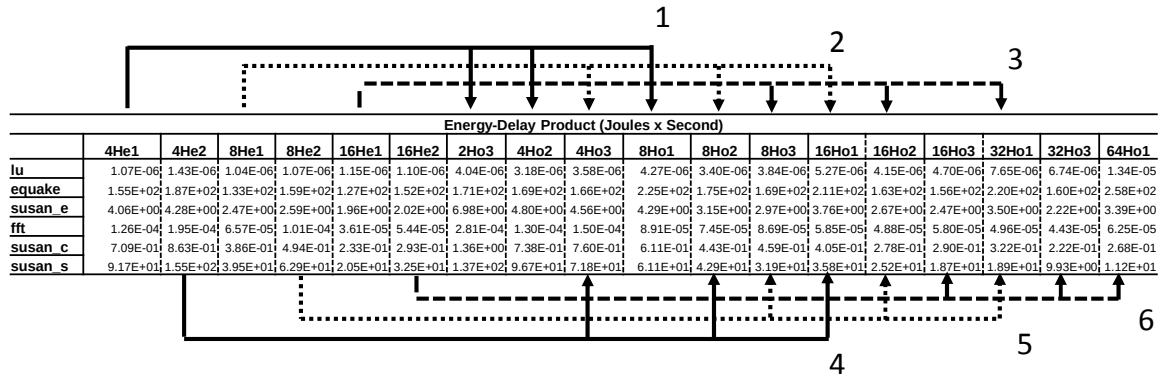 1
2
3
Energy-Delay Product (Joules x Second)
4He1 4He2 8He1 8He2 16He1 16He2 2Ho3 4Ho2 4Ho3 8Ho1 8Ho2 8Ho3 16Ho1 16Ho2 16Ho3 32Ho1 32Ho3 64Ho1
lu 1.07E-06 1.43E-06 1.04E-06 1.07E-06 1.15E-06 1.10E-06 4.04E-06 3.18E-06 3.58E-06 4.27E-06 3.40E-06 3.84E-06 5.27E-06 4.15E-06 4.70E-06 7.65E-06 6.74E-06 1.34E-05
equake 1.55E+02 1.87E+02 1.33E+02 1.59E+02 1.27E+02 1.52E+02 1.71E+02 1.69E+02 1.66E+02 2.25E+02 1.75E+02 1.69E+02 2.11E+02 1.63E+02 1.56E+02 2.20E+02 1.60E+02 2.58E+02
susan_e 4.06E+00 4.28E+00 2.47E+00 2.59E+00 1.96E+00 2.02E+00 6.98E+00 4.80E+00 4.56E+00 4.29E+00 3.15E+00 2.97E+00 3.76E+00 2.67E+00 2.47E+00 3.50E+00 2.22E+00 3.39E+00
fft 1.26E-04 1.95E-04 6.57E-05 1.01E-04 3.61E-05 5.44E-05 2.81E-04 1.30E-04 1.50E-04 8.91E-05 7.45E-05 8.69E-05 5.85E-05 4.88E-05 5.80E-05 4.96E-05 4.43E-05 6.25E-05
susan_c 7.09E-01 8.63E-01 3.86E-01 4.94E-01 2.33E-01 2.93E-01 1.36E+00 7.38E-01 7.60E-01 6.11E-01 4.43E-01 4.59E-01 4.05E-01 2.78E-01 2.90E-01 3.22E-01 2.22E-01 2.68E-01
susan_s 9.17E+01 1.55E+02 3.95E+01 6.29E+01 2.05E+01 3.25E+01 1.37E+02 9.67E+01 7.18E+01 6.11E+01 4.29E+01 3.19E+01 3.58E+01 2.52E+01 1.87E+01 1.89E+01 9.93E+00 1.12E+01
6
5
4